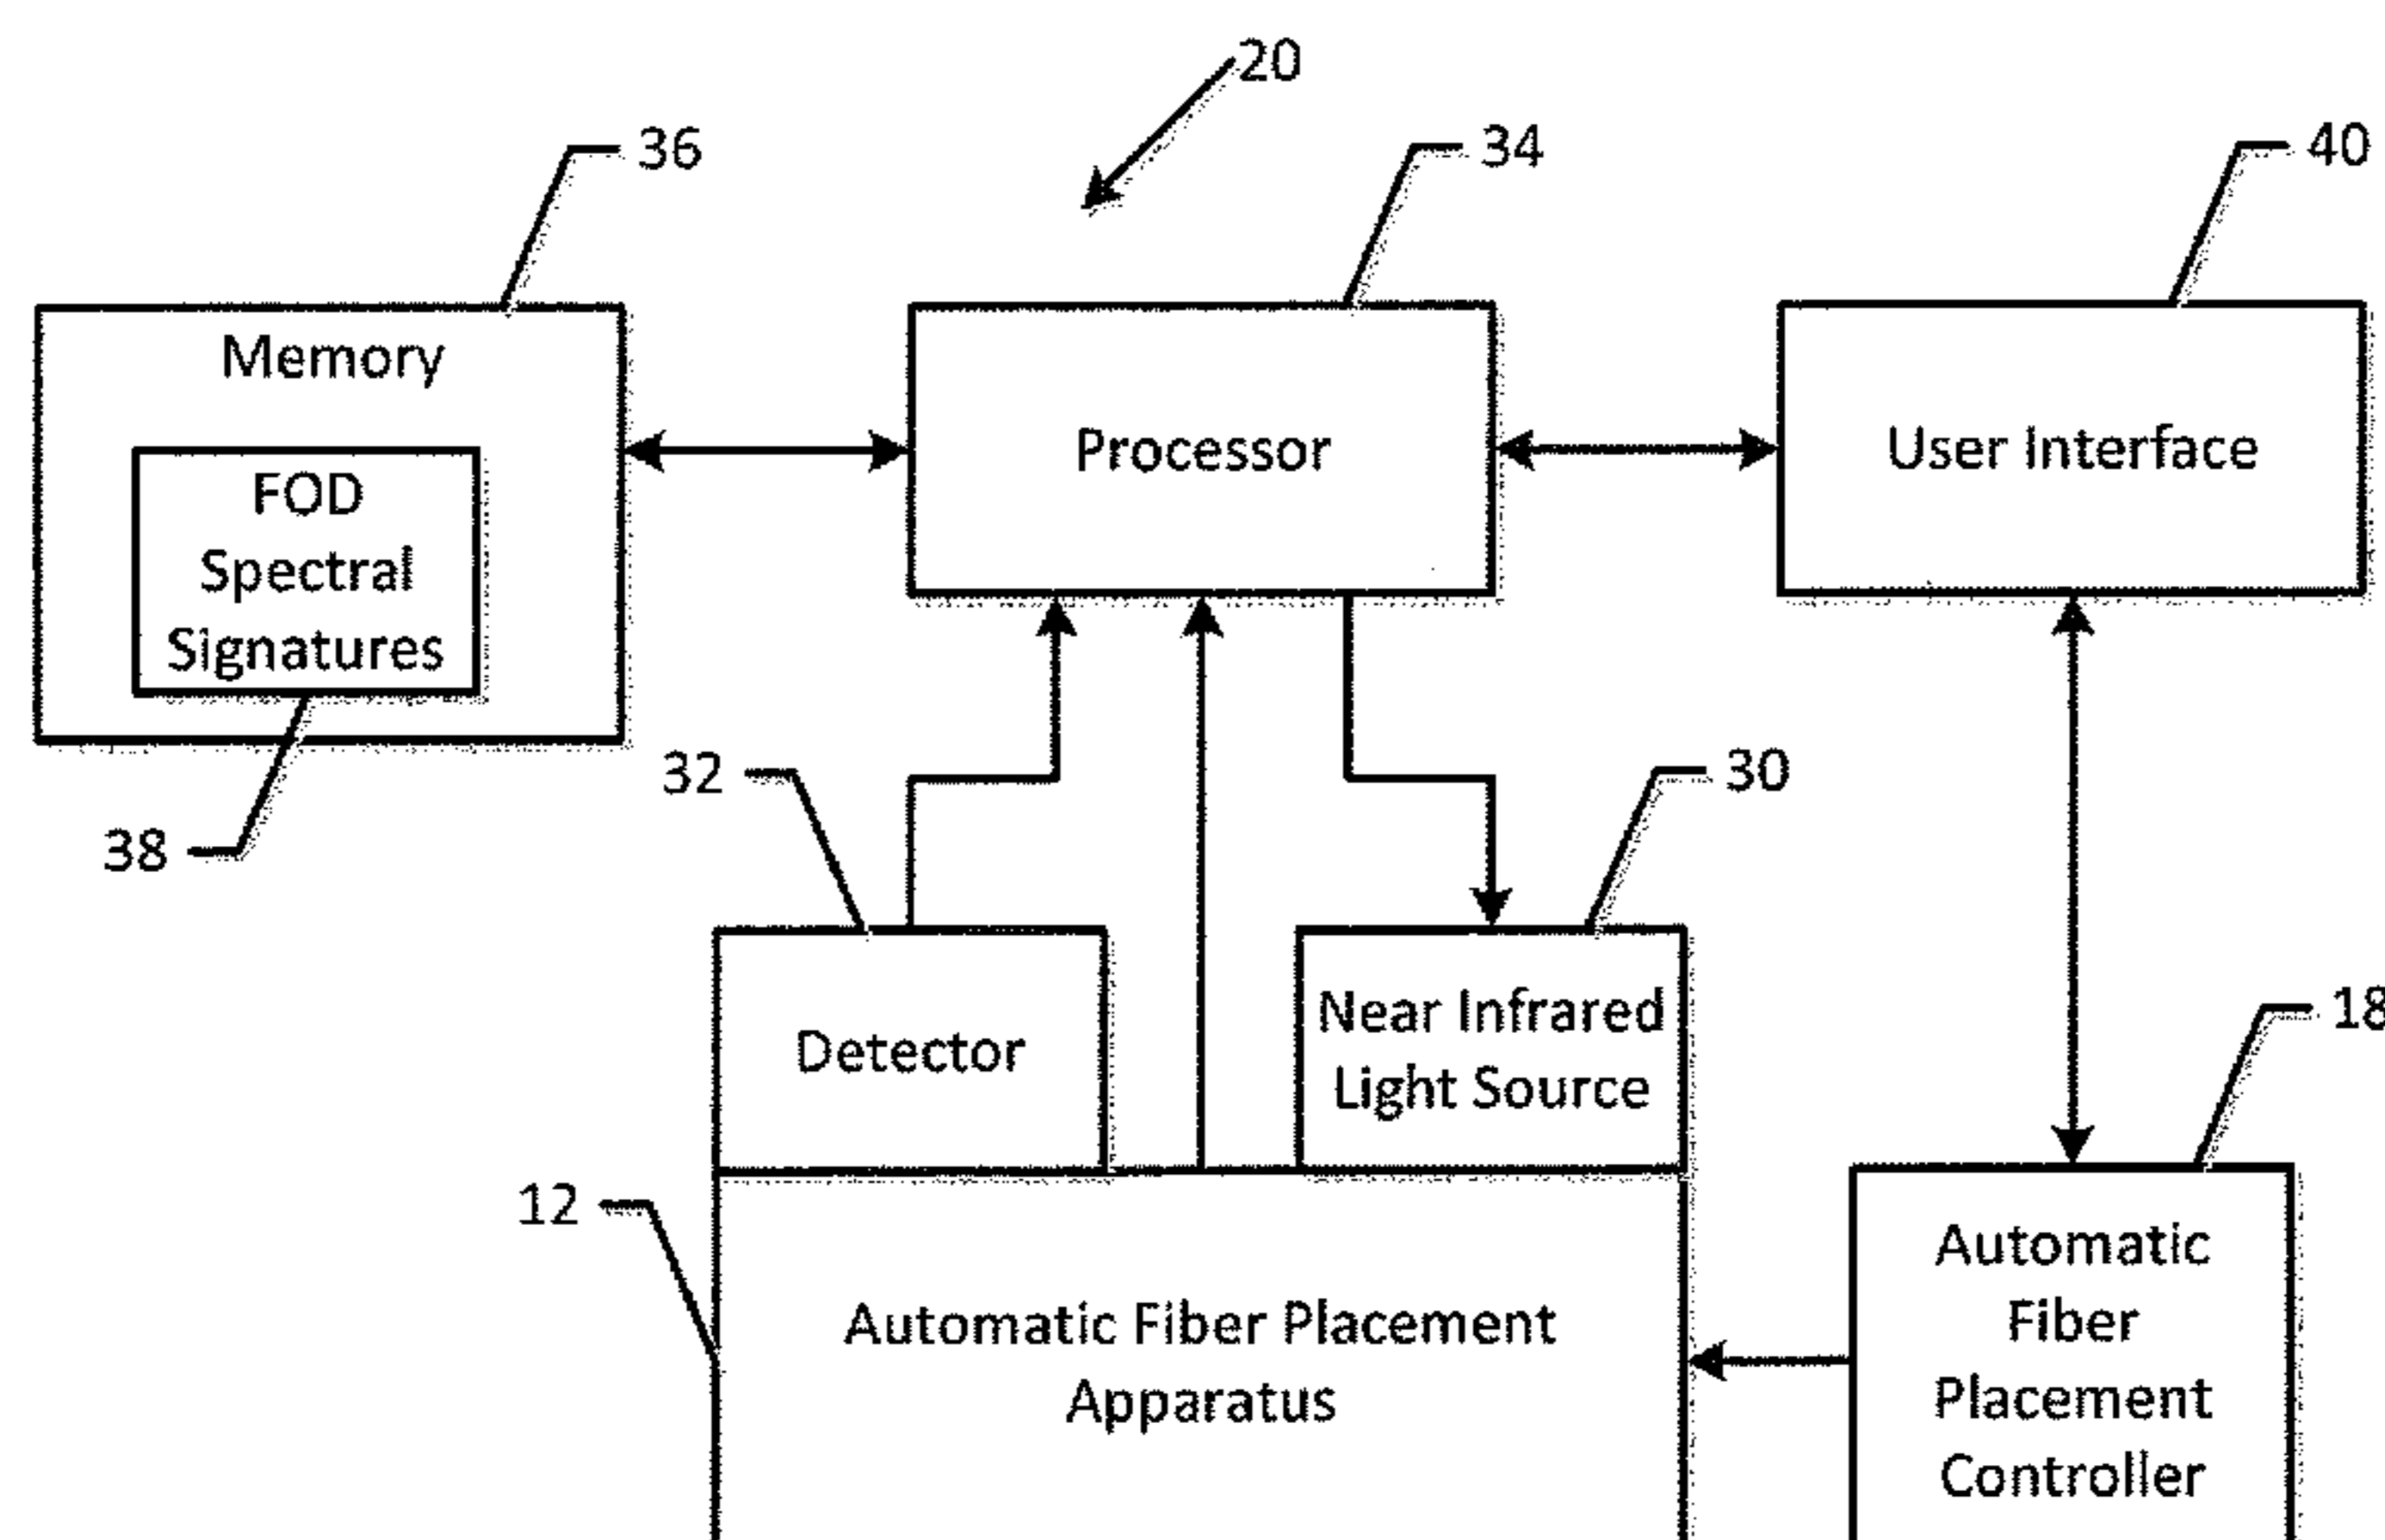 20
36
34
40
Memory
FOD
Spectral
Signatures
Processor
User Interface
38
32
30
Detector
Near Infrared
Light Source
18
12
Automatic Fiber Placement
Apparatus
Automatic
Fiber
Placement
Controller